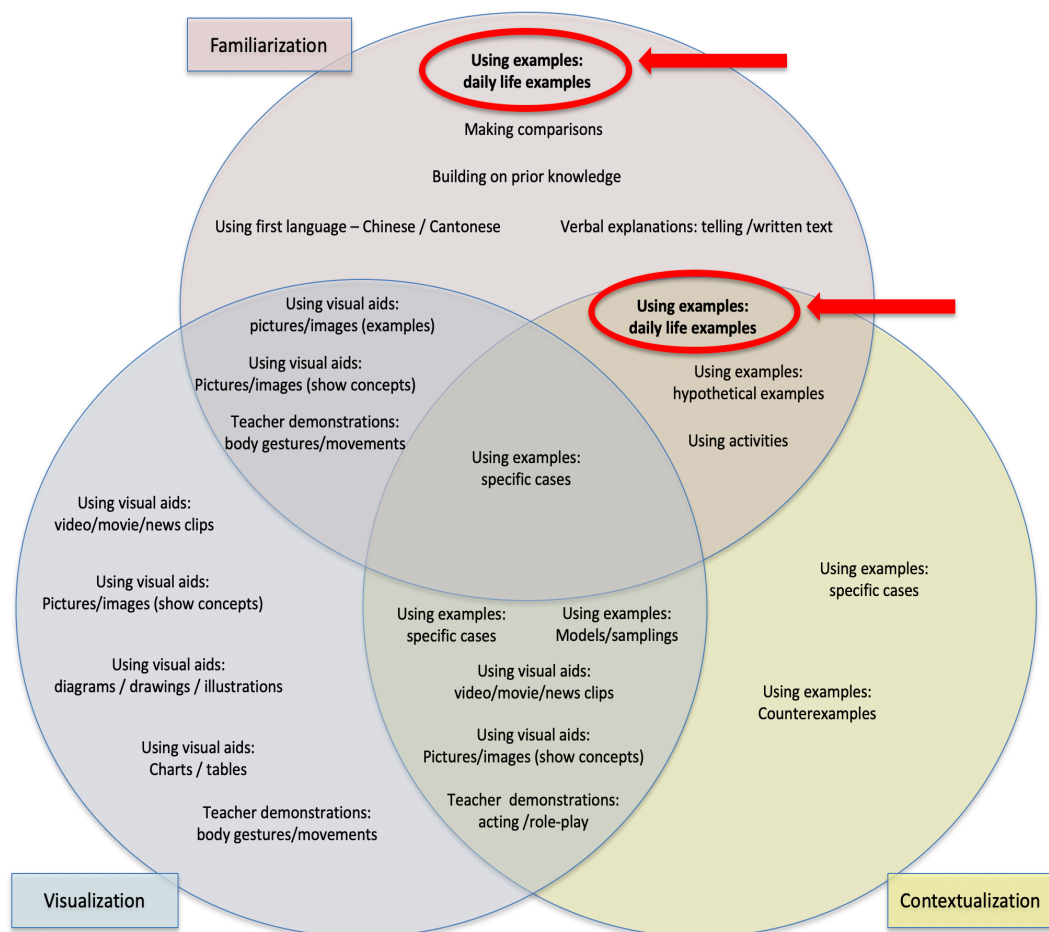 Familiarization
Using examples:
daily life examples
Making comparisons
Building on prior knowledge
Using first language – Chinese / Cantonese
Verbal explanations: telling /written text
Using visual aids:
pictures/images (examples)
Using examples:
daily life examples
Using visual aids:
Pictures/images (show concepts)
Using examples:
hypothetical examples
Teacher demonstrations:
body gestures/movements
Using activities
Using examples:
specific cases
Using visual aids:
video/movie/news clips
Using visual aids:
Pictures/images (show concepts)
Using examples:
specific cases
Using examples:
specific cases
Using examples:
Models/samplings
Using visual aids:
diagrams / drawings / illustrations
Using visual aids:
video/movie/news clips
Using examples:
Counterexamples
Using visual aids:
Charts / tables
Using visual aids:
Pictures/images (show concepts)
Teacher demonstrations:
body gestures/movements
Teacher  demonstrations:
acting /role-play
Visualization
Contextualization